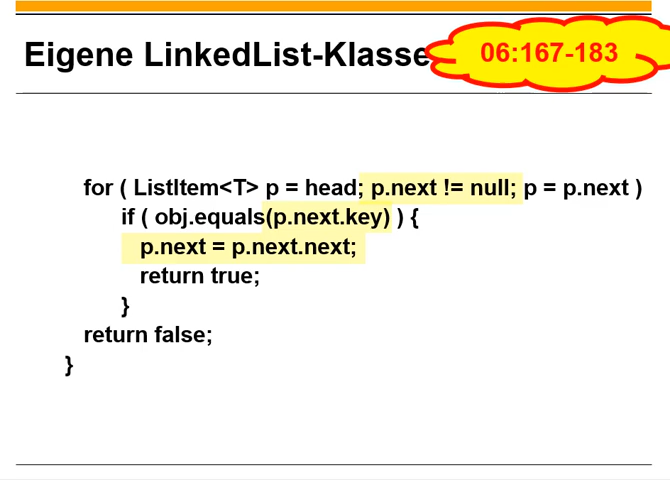 Eigene LinkedList-Klasse
06:167-183
for ( ListItem<T> p = head; p.next != null; p = p.next )
if ( obj.equals(p.next.key) ) {
p.next = p.next.next;
return true;
}
return false;
}